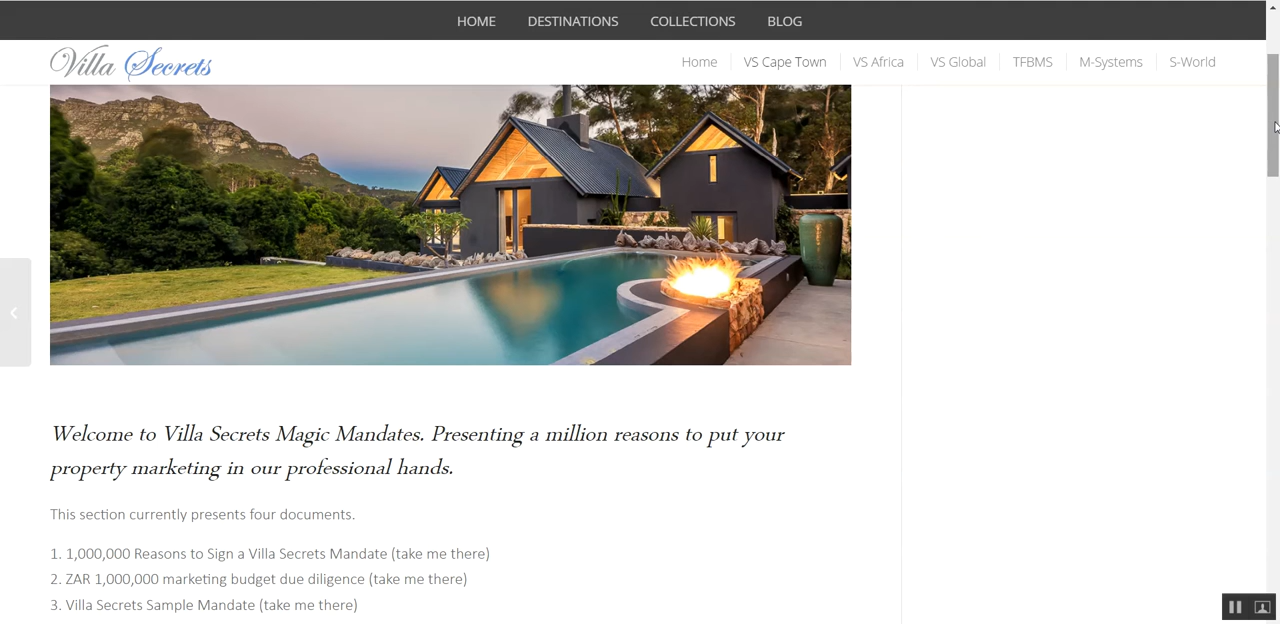 HOME DESTINATIONS COLLECTIONS BLOG
Villa Secrets
Home VS Cape Town VS Africa VS Global TFBMS M-Systems S-World
Welcome to Villa Secrets Magic Mandates. Presenting a million reasons to put your
property marketing in our professional hands.
This section currently presents four documents.
1. 1,000,000 Reasons to Sign a Villa Secrets Mandate (take me there)
2. ZAR 1,000,000 marketing budget due diligence (take me there)
3. Villa Secrets Sample Mandate (take me there)